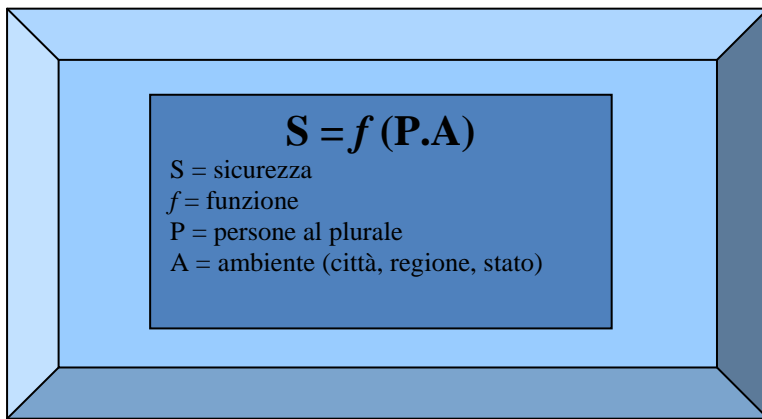 S = f (P.A)
S = sicurezza
f = funzione
P = persone al plurale
A = ambiente (città, regione, stato)